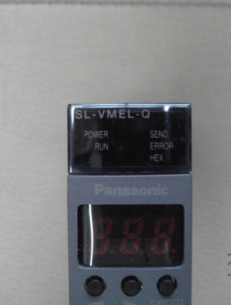 SL-VMEL-Q
POWER SEND
RUN ERROR
HEX
Panasonic